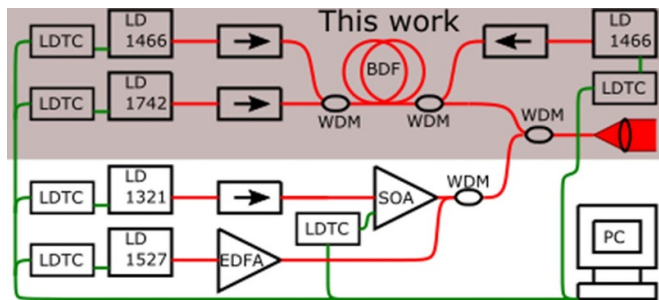 This work
LDTC
LD
1466
LD
1466
BDF
LDTC
LD
1742
LDTC
WDM
WDM
WDM
LDTC
LD
1321
SOA
WDM
LDTC
LDTC
LD
1527
EDFA
PC